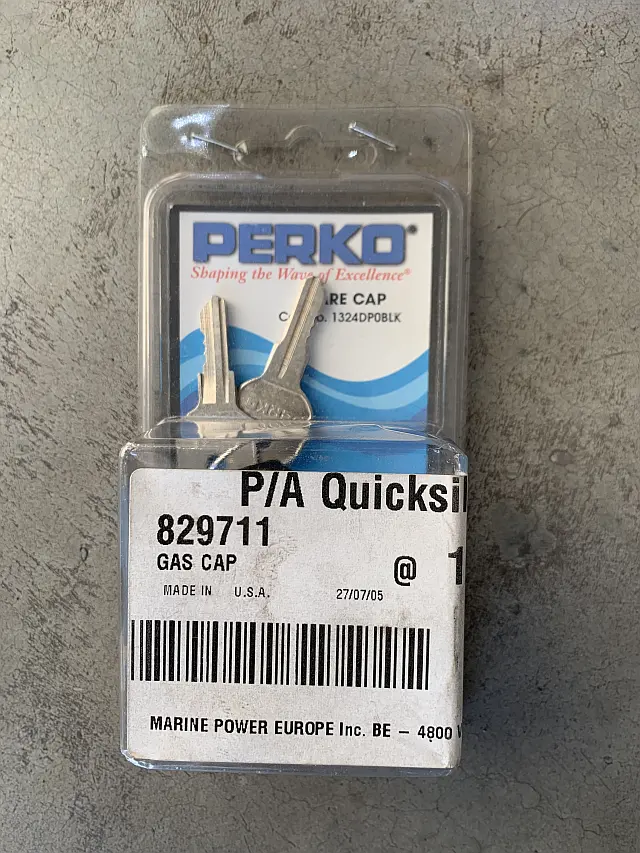 PERKO®
Shaping the Wave of Excellence®
CAP
1324DP0BLK
P/A Quicksil
829711
GAS CAP
@ 1
MADE IN U.S.A. 27/07/05
MARINE POWER EUROPE Inc. BE – 4800